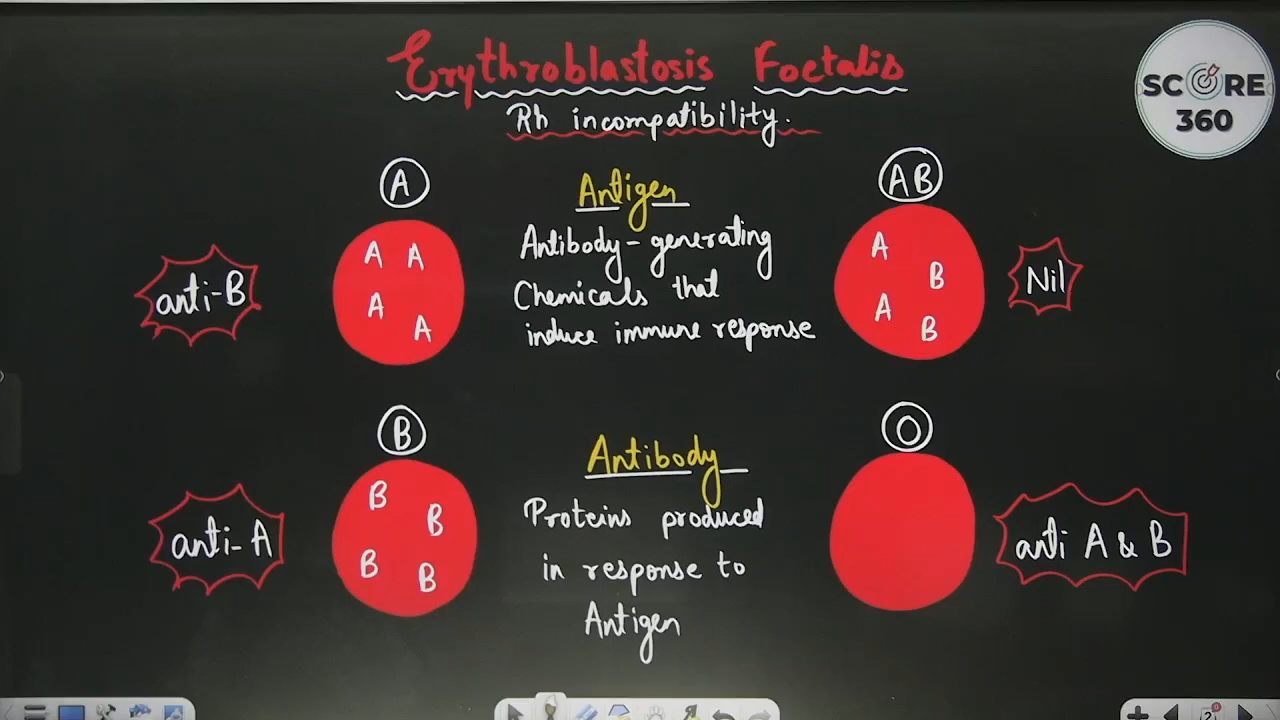 Erythroblastosis Foetalis
Rh incompatibility.
SCORE
360
A
A A
A
A
anti-B
Antigen
Antibody-generating
Chemicals that
induce immune response
AB
A
B
A
B
Nil
B
B
B
B
B
anti-A
Antibody
Proteins produced
in response to
Antigen
O
anti A & B
2